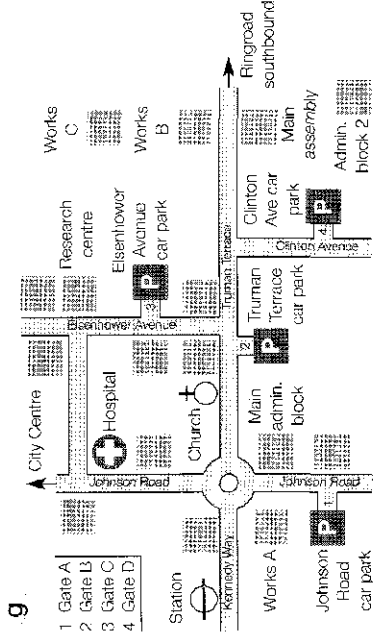 g
1 Gate A
2 Gate B
3 Gate C
4 Gate D
City Centre
Hospital
Johnson Road
Station
Kennedy Way
Church
Eisenhower Avenue
Research
centre
Eisenhower
Avenue
car park
P
3
Works
C
Works
B
Truman Terrace
Ringroad
southbound
Works A
Johnson
Road
car park
P
1
Johnson Road
Main
admin.
block
2
P
Truman
Terrace
car park
Clinton Avenue
Clinton
Ave car
park
4
P
Main
assembly
Admin.
block 2